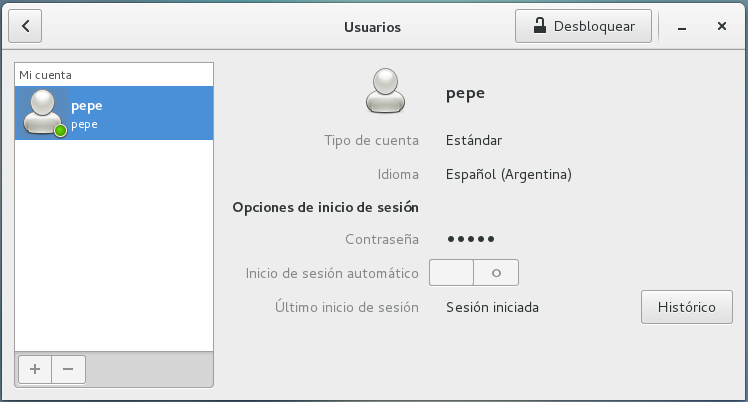 Usuarios
Desbloquear
Mi cuenta
pepe
pepe
pepe
Tipo de cuenta Estándar
Idioma Español (Argentina)
Opciones de inicio de sesión
Contraseña •••••
Inicio de sesión automático O
Último inicio de sesión Sesión iniciada Histórico
+ −